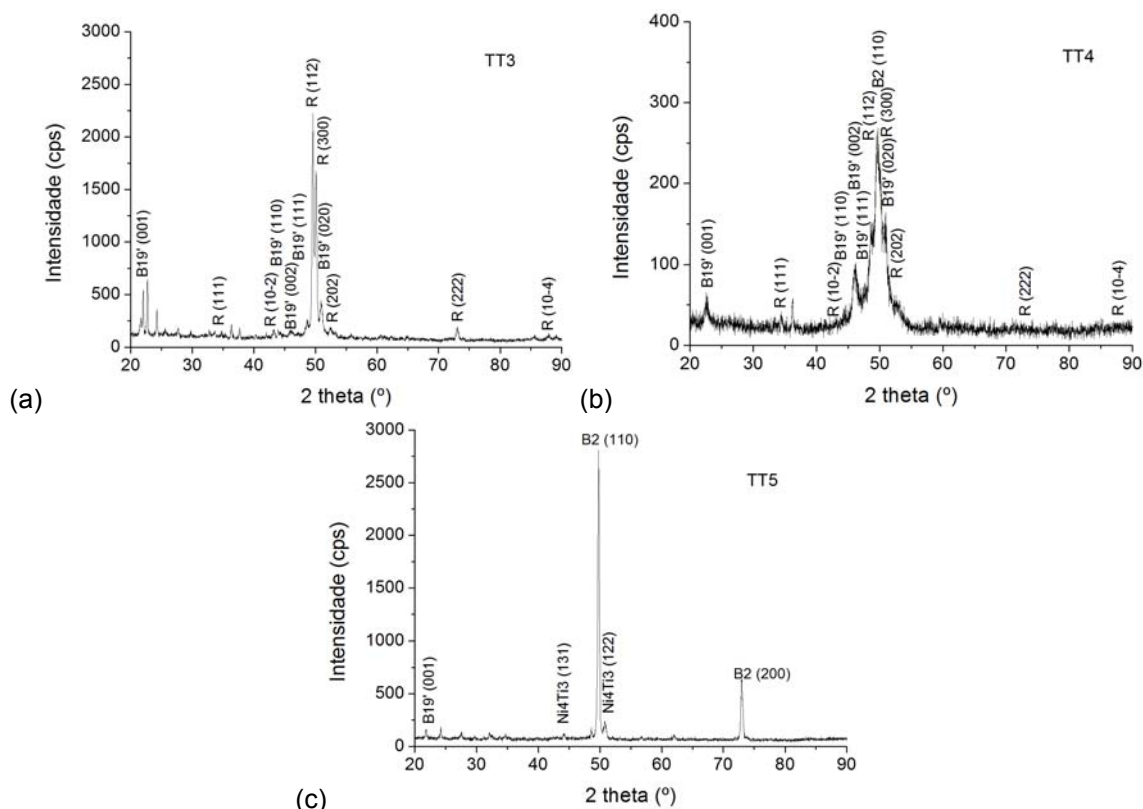 3000
2500
2000
1500
1000
500
0
Intensidade (cps)
TT3
B19' (001)
R (111)
R (10-2)
B19' (110)
B19' (002)
B19' (111)
R (112)
R (300)
B19' (020)
R (202)
R (222)
R (10-4)
20 30 40 50 60 70 80 90
2 theta (º)
(a)
400
300
200
100
0
Intensidade (cps)
TT4
B19' (001)
R (111)
R (10-2)
B19' (110)
B19' (002)
B19' (111)
R (112)
B2 (110)
R (300)
B19' (020)
R (202)
R (222)
R (10-4)
20 30 40 50 60 70 80 90
2 theta (º)
(b)
3000
2500
2000
1500
1000
500
0
Intensidade (cps)
TT5
B19' (001)
Ni4Ti3 (131)
B2 (110)
Ni4Ti3 (122)
B2 (200)
20 30 40 50 60 70 80 90
2 theta (º)
(c)